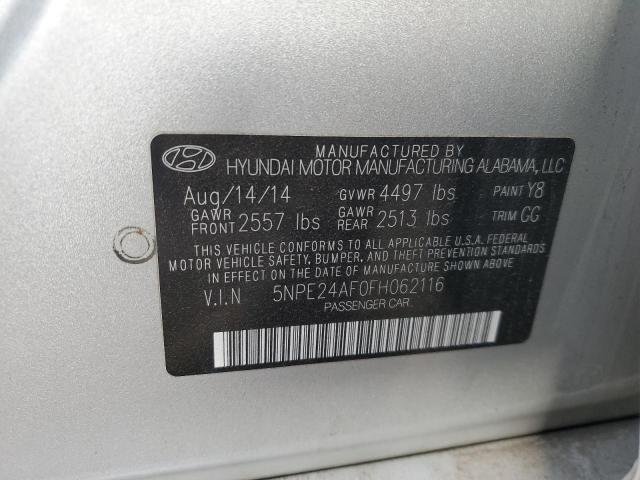 MANUFACTURED BY
HYUNDAI MOTOR MANUFACTURING ALABAMA, LLC
Aug/14/14 GVWR 4497 lbs PAINT Y8
GAWR FRONT 2557 lbs GAWR REAR 2513 lbs TRIM GG
THIS VEHICLE CONFORMS TO ALL APPLICABLE U.S.A. FEDERAL
MOTOR VEHICLE SAFETY, BUMPER, AND THEFT PREVENTION STANDARDS
IN EFFECT ON THE DATE OF MANUFACTURE SHOWN ABOVE.
V.I.N 5NPE24AF0FH062116
PASSENGER CAR